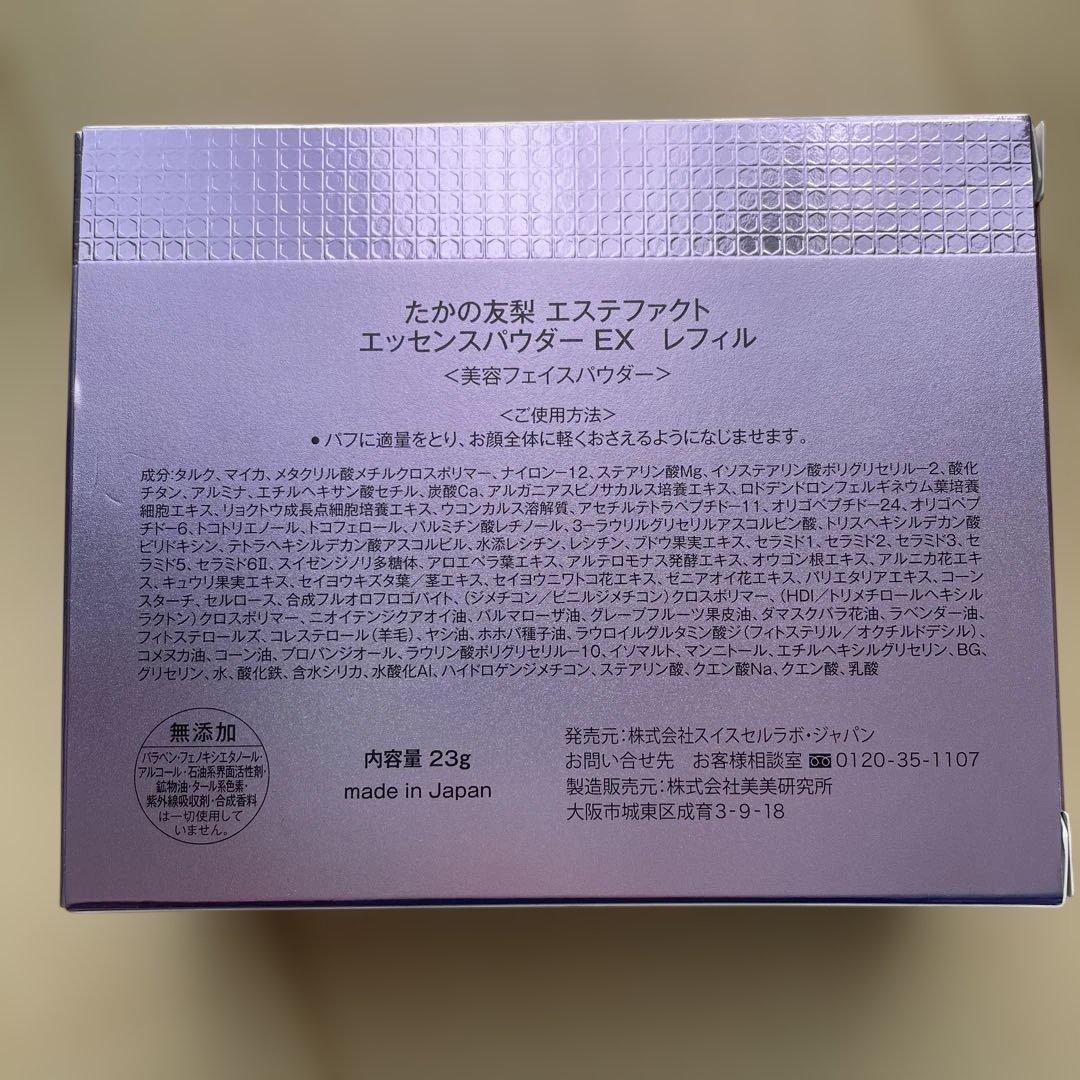 たかの友梨 エステファクト
エッセンスパウダー EX レフィル
<美容フェイスパウダー>
<ご使用方法>
●パフに適量をとり、お顔全体に軽くおさえるようになじませます。
成分:タルク、マイカ、メタクリル酸メチルクロスポリマー、ナイロン-12、ステアリン酸Mg、イソステアリン酸ポリグリセリル-2、酸化
チタン、アルミナ、エチルヘキサン酸セチル、炭酸Ca、アルガニアスピノサカルス培養エキス、ロドデンドロンフェルギネウム葉培養
細胞エキス、リョクトウ成長点細胞培養エキス、ウコンカルス溶解質、アセチルテトラペプチド-11、オリゴペプチド-24、オリゴペプ
チド-6、トコトリエノール、トコフェロール、パルミチン酸レチノール、3-ラウリルグリセリルアスコルビン酸、トリスヘキシルデカン酸
ピリドキシン、テトラヘキシルデカン酸アスコルビル、水添レシチン、レシチン、ブドウ果実エキス、セラミド1、セラミド2、セラミド3、セ
ラミド5、セラミド6Ⅱ、スイゼンジノリ多糖体、アロエベラ葉エキス、アルテロモナス発酵エキス、オウゴン根エキス、アルニカ花エキ
ス、キュウリ果実エキス、セイヨウキズタ葉/茎エキス、セイヨウニワトコ花エキス、ゼニアオイ花エキス、パリエタリアエキス、コーン
スターチ、セルロース、合成フルオロフロゴパイト、(ジメチコン/ビニルジメチコン)クロスポリマー、(HDI/トリメチロールヘキシル
ラクトン)クロスポリマー、ニオイテンジクアオイ油、パルマローザ油、グレープフルーツ果皮油、ダマスクバラ花油、ラベンダー油、
フィトステロールズ、コレステロール(羊毛)、ヤシ油、ホホバ種子油、ラウロイルグルタミン酸ジ(フィトステリル/オクチルドデシル)、
コメヌカ油、コーン油、プロパンジオール、ラウリン酸ポリグリセリル-10、イソマルト、マンニトール、エチルヘキシルグリセリン、BG、
グリセリン、水、酸化鉄、含水シリカ、水酸化Al、ハイドロゲンジメチコン、ステアリン酸、クエン酸Na、クエン酸、乳酸
無添加
パラベン・フェノキシエタノール・
アルコール・石油系界面活性剤・
鉱物油・タール系色素・
紫外線吸収剤・合成香料
は一切使用して
いません。
内容量 23g
made in Japan
発売元:株式会社スイスセルラボ・ジャパン
お問い合せ先 お客様相談室 0120-35-1107
製造販売元:株式会社美美研究所
大阪市城東区成育3-9-18